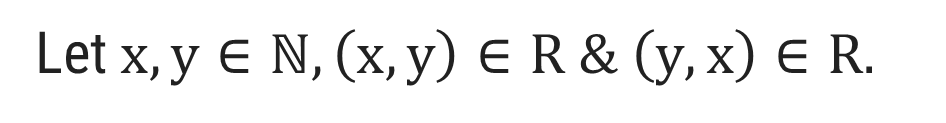 Let x, y ∈ ℕ, (x, y) ∈ R & (y, x) ∈ R.